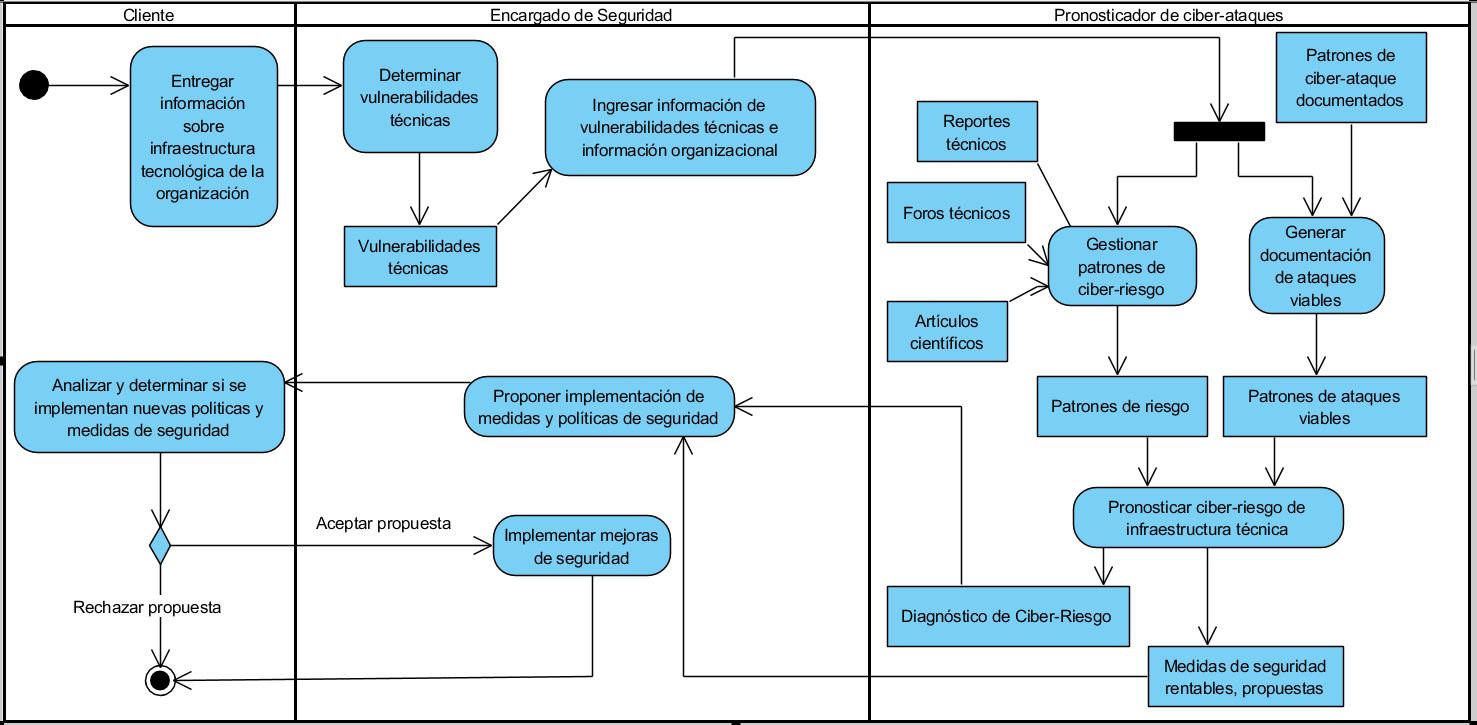 Cliente
Encargado de Seguridad
Pronosticador de ciber-ataques
Entregar
información
sobre
infraestructura
tecnológica de la
organización
Determinar
vulnerabilidades
técnicas
Vulnerabilidades
técnicas
Ingresar información de
vulnerabilidades técnicas e
información organizacional
Patrones de
ciber-ataque
documentados
Reportes
técnicos
Foros técnicos
Artículos
científicos
Gestionar
patrones de
ciber-riesgo
Generar
documentación
de ataques
viables
Patrones de riesgo
Patrones de ataques
viables
Pronosticar ciber-riesgo de
infraestructura técnica
Diagnóstico de Ciber-Riesgo
Medidas de seguridad
rentables, propuestas
Proponer implementación de
medidas y políticas de seguridad
Analizar y determinar si se
implementan nuevas politicas y
medidas de seguridad
Aceptar propuesta
Implementar mejoras
de seguridad
Rechazar propuesta